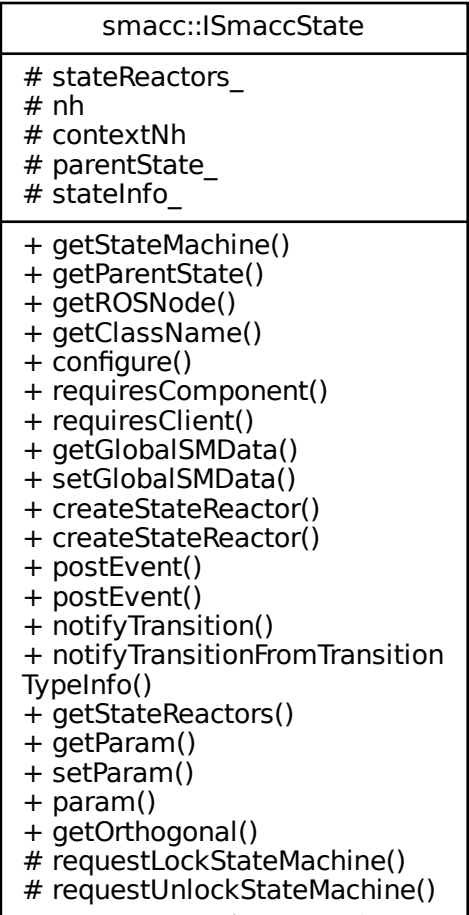 smacc::ISmaccState
# stateReactors_
# nh
# contextNh
# parentState_
# stateInfo_
+ getStateMachine()
+ getParentState()
+ getROSNode()
+ getClassName()
+ configure()
+ requiresComponent()
+ requiresClient()
+ getGlobalSMData()
+ setGlobalSMData()
+ createStateReactor()
+ createStateReactor()
+ postEvent()
+ postEvent()
+ notifyTransition()
+ notifyTransitionFromTransition
TypeInfo()
+ getStateReactors()
+ getParam()
+ setParam()
+ param()
+ getOrthogonal()
# requestLockStateMachine()
# requestUnlockStateMachine()